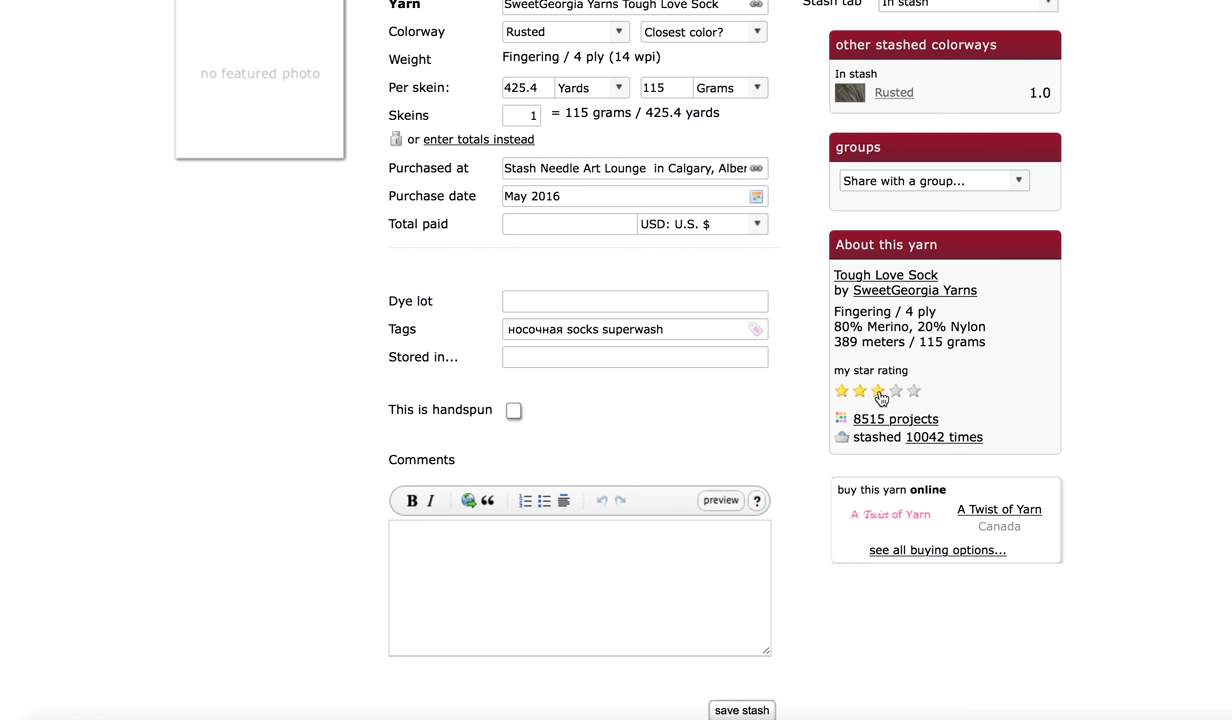 no featured photo
Yarn SweetGeorgia Yarns Tough Love Sock
Colorway Rusted Closest color?
Weight Fingering / 4 ply (14 wpi)
Per skein: 425.4 Yards 115 Grams
Skeins 1 = 115 grams / 425.4 yards
or enter totals instead
Purchased at Stash Needle Art Lounge in Calgary, Alber
Purchase date May 2016
Total paid USD: U.S. $
Dye lot
Tags носочная socks superwash
Stored in...
This is handspun
Comments
B I preview ?
save stash
Stash tab In stash
other stashed colorways
In stash
Rusted 1.0
groups
Share with a group...
About this yarn
Tough Love Sock
by SweetGeorgia Yarns
Fingering / 4 ply
80% Merino, 20% Nylon
389 meters / 115 grams
my star rating
8515 projects
stashed 10042 times
buy this yarn online
A Twist of Yarn A Twist of Yarn
Canada
see all buying options...